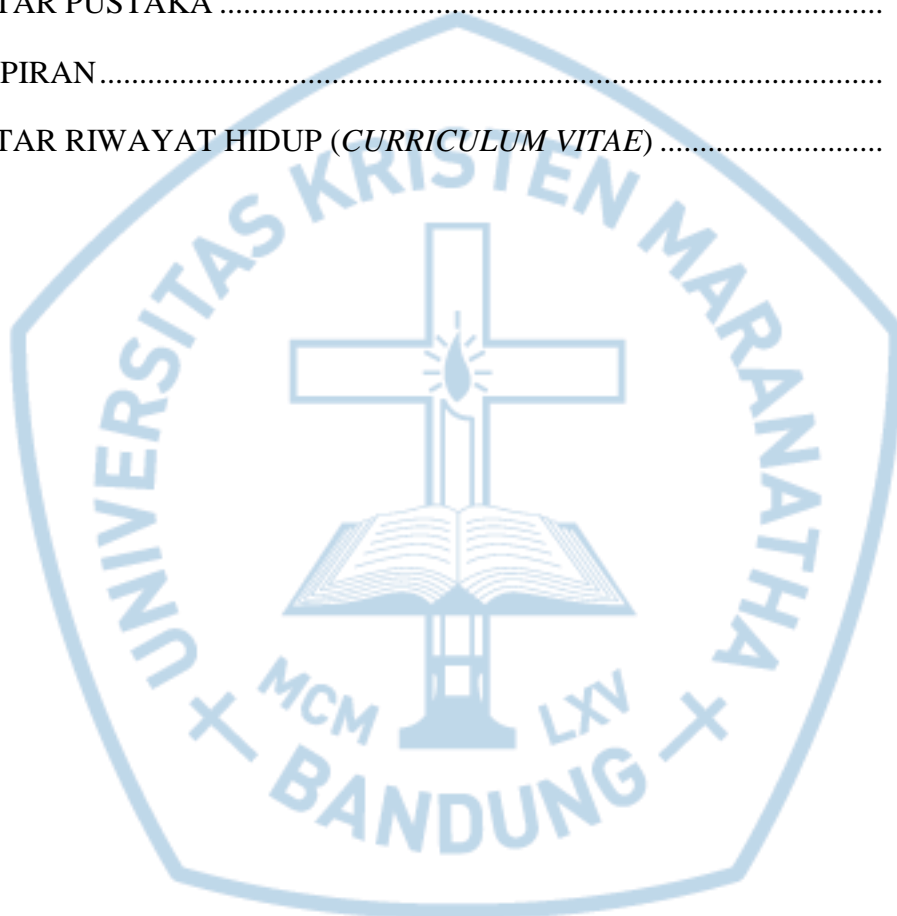 TAR PUSTAKA ....................................................................................
PIRAN ...................................................................................................
TAR RIWAYAT HIDUP (CURRICULUM VITAE) ............................
UNIVERSITAS KRISTEN MARANATHA
MCM LXV
BANDUNG